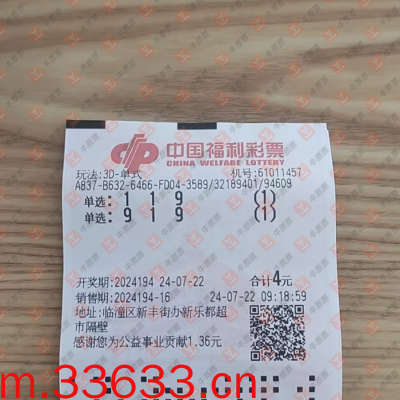 中国福利彩票
CHINA WELFARE LOTTERY
玩法:3D-单式 机号:61011457
A837-B632-6466-FD04-3589/32189401/94609
单选: 1 1 9 (1)
单选: 9 1 9 (1)
开奖期:2024194 24-07-22 合计4元
销售期:2024194-16 24-07-22 09:18:59
地址:临潼区新丰街办新乐都超
市隔壁
感谢您为公益事业贡献1.36元
m.33633.cn